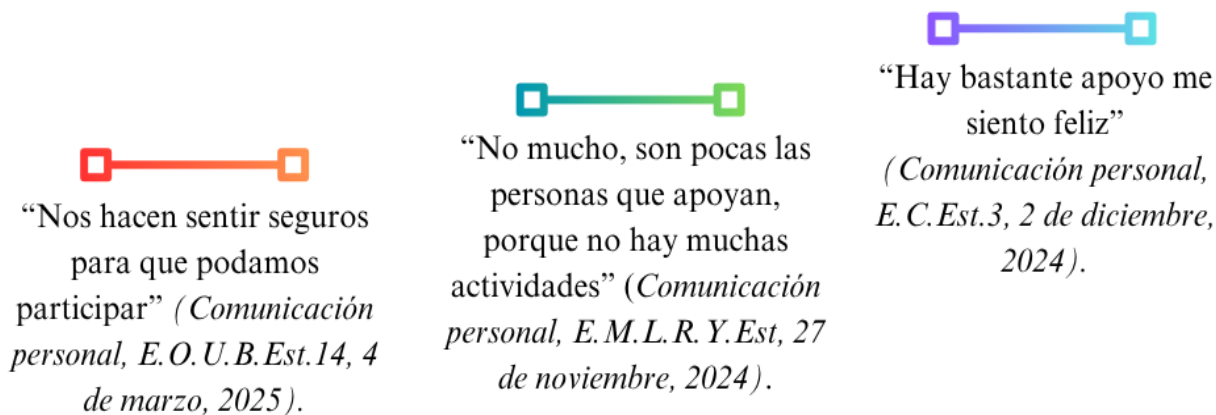 “Nos hacen sentir seguros
para que podamos
participar” (Comunicación
personal, E.O.U.B.Est.14, 4
de marzo, 2025).
“No mucho, son pocas las
personas que apoyan,
porque no hay muchas
actividades” (Comunicación
personal, E.M.L.R.Y.Est, 27
de noviembre, 2024).
“Hay bastante apoyo me
siento feliz”
(Comunicación personal,
E.C.Est.3, 2 de diciembre,
2024).